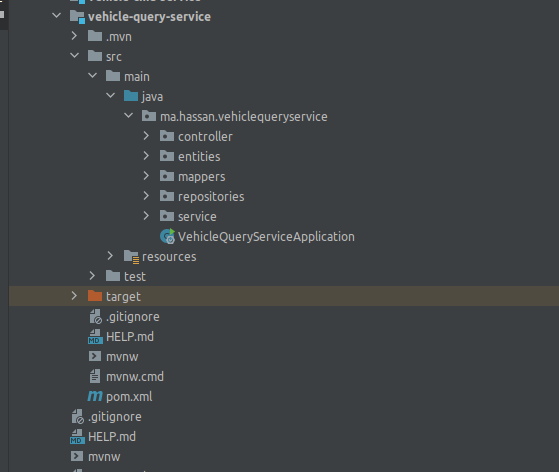 vehicle-query-service
.mvn
src
main
java
ma.hassan.vehiclequeryservice
controller
entities
mappers
repositories
service
VehicleQueryServiceApplication
resources
test
target
.gitignore
HELP.md
mvnw
mvnw.cmd
pom.xml
.gitignore
HELP.md
mvnw